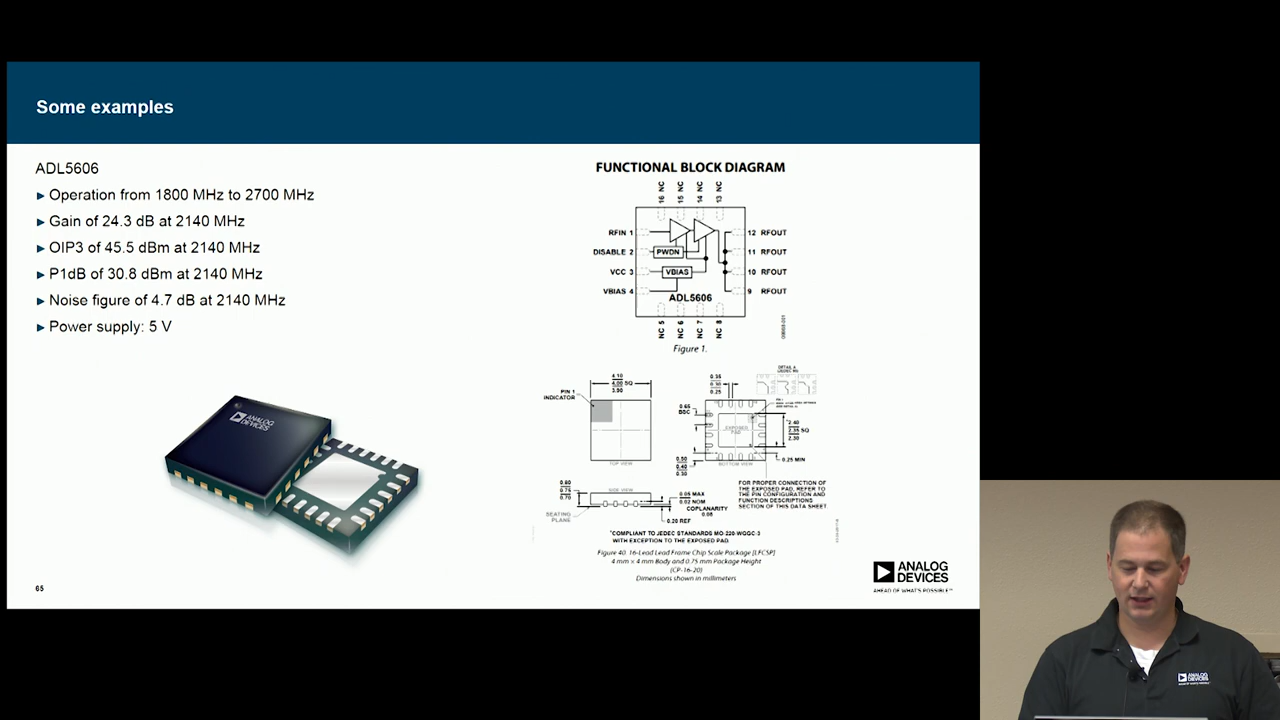 Some examples
ADL5606
Operation from 1800 MHz to 2700 MHz
Gain of 24.3 dB at 2140 MHz
OIP3 of 45.5 dBm at 2140 MHz
P1dB of 30.8 dBm at 2140 MHz
Noise figure of 4.7 dB at 2140 MHz
Power supply: 5 V
ANALOG
DEVICES
FUNCTIONAL BLOCK DIAGRAM
16 NC
15 NC
14 NC
13 NC
RFIN 1
DISABLE 2
VCC 3
VBIAS 4
PWDN
VBIAS
ADL5606
12 RFOUT
11 RFOUT
10 RFOUT
9 RFOUT
NC 5
NC 6
NC 7
NC 8
Figure 1.
PIN 1
INDICATOR
4.10
4.00 SQ
3.90
TOP VIEW
0.35
0.30
0.25
0.65
BSC
EXPOSED
PAD
BOTTOM VIEW
2.40
2.35 SQ
2.30
0.25 MIN
0.50
0.40
0.30
0.80
0.75
0.70
SIDE VIEW
SEATING
PLANE
0.05 MAX
0.02 NOM
COPLANARITY
0.08
0.20 REF
FOR PROPER CONNECTION OF
THE EXPOSED PAD, REFER TO
THE PIN CONFIGURATION AND
FUNCTION DESCRIPTIONS
SECTION OF THIS DATA SHEET.
*COMPLIANT TO JEDEC STANDARDS MO-220-WGGC-3
WITH EXCEPTION TO THE EXPOSED PAD.
Figure 40. 16-Lead Lead Frame Chip Scale Package [LFCSP]
4 mm × 4 mm Body and 0.75 mm Package Height
(CP-16-20)
Dimensions shown in millimeters
65
ANALOG
DEVICES
AHEAD OF WHAT'S POSSIBLE™
ANALOG
DEVICES